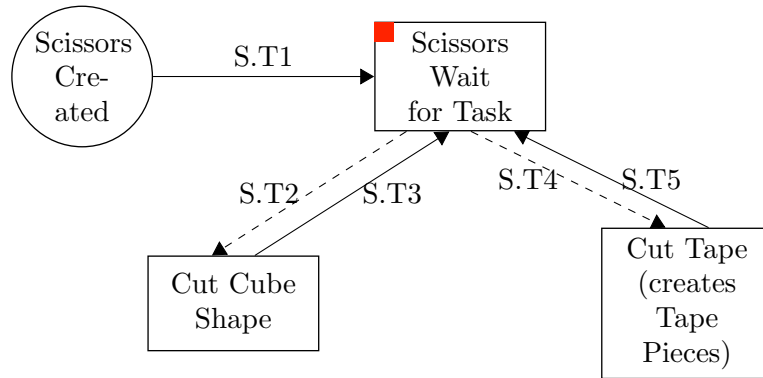 Scissors
Cre-
ated
S.T1
Scissors
Wait
for Task
S.T2
S.T3
S.T4
S.T5
Cut Cube
Shape
Cut Tape
(creates
Tape
Pieces)